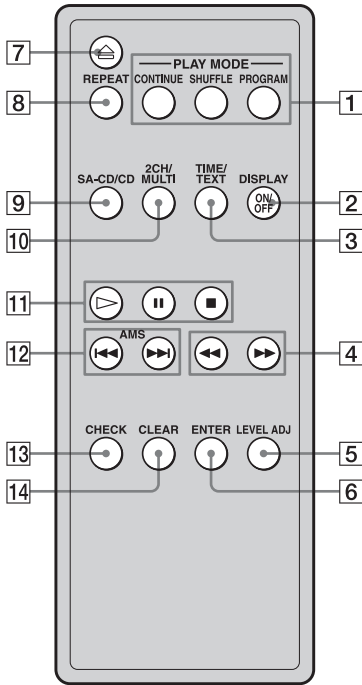 7
PLAY MODE
REPEAT CONTINUE SHUFFLE PROGRAM
8
1
SA-CD/CD 2CH/MULTI TIME/TEXT DISPLAY
ON/OFF
9
2
10
3
11
AMS
12
4
CHECK CLEAR ENTER LEVEL ADJ
13
5
14
6